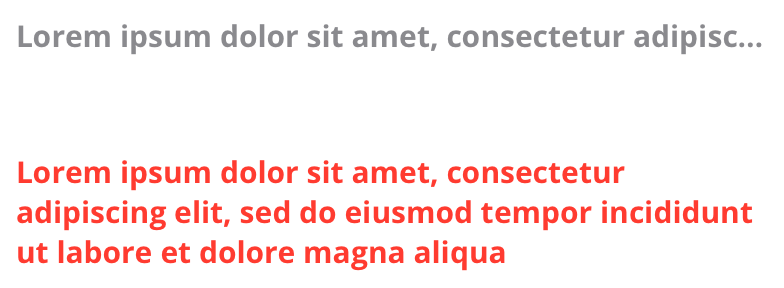 Lorem ipsum dolor sit amet, consectetur adipisc...
Lorem ipsum dolor sit amet, consectetur
adipiscing elit, sed do eiusmod tempor incididunt
ut labore et dolore magna aliqua